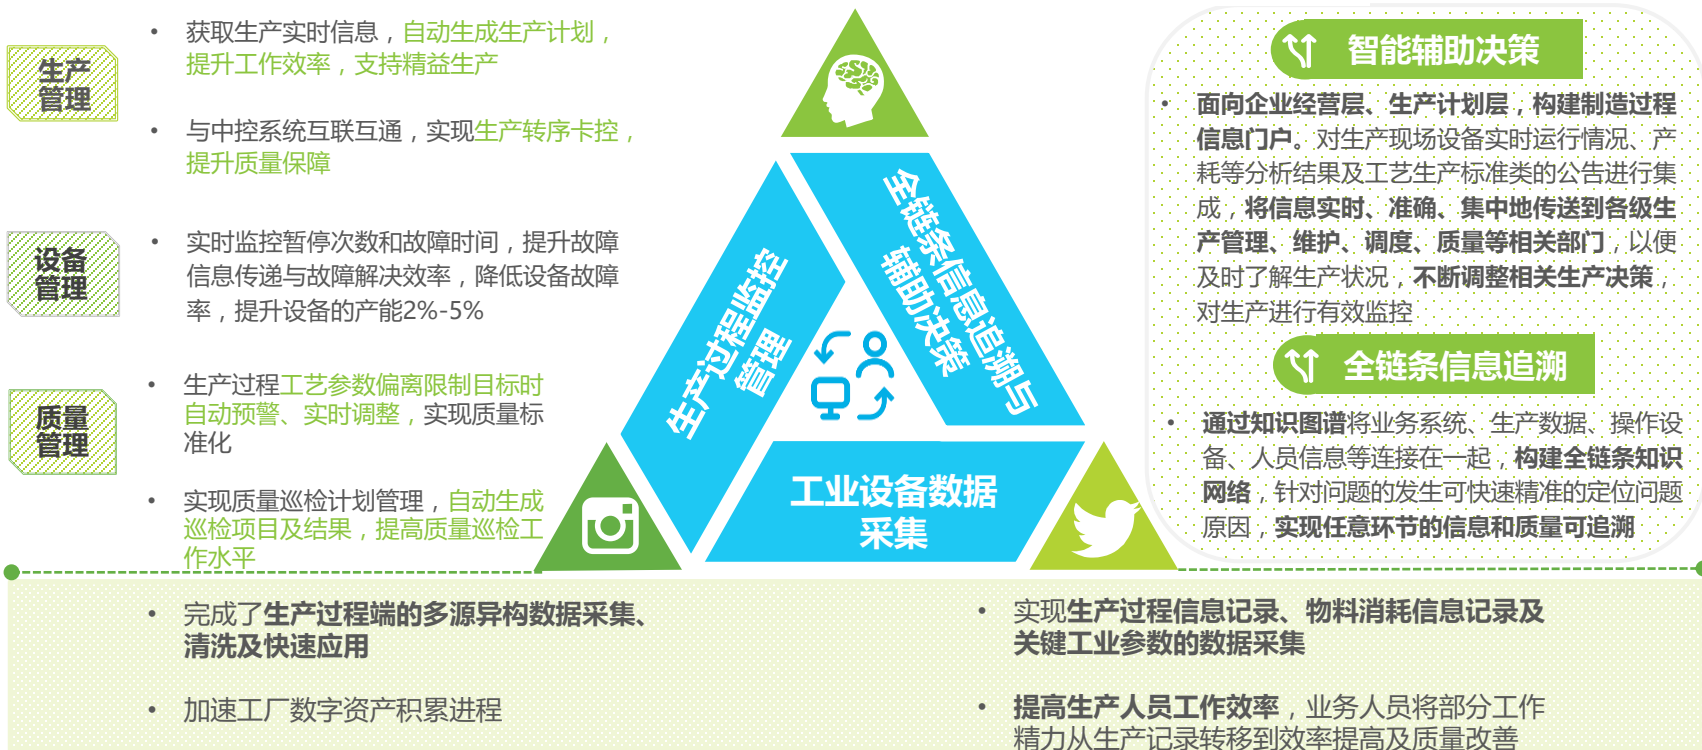 生产
管理
• 获取生产实时信息，自动生成生产计划，
提升工作效率，支持精益生产
• 与中控系统互联互通，实现生产转序卡控，
提升质量保障
设备
管理
• 实时监控暂停次数和故障时间，提升故障
信息传递与故障解决效率，降低设备故障
率，提升设备的产能2%-5%
质量
管理
• 生产过程工艺参数偏离限制目标时
自动预警、实时调整，实现质量标
准化
• 实现质量巡检计划管理，自动生成
巡检项目及结果，提高质量巡检工
作水平
生产过程监控
管理
全链条信息追溯与
辅助决策
工业设备数据
采集
智能辅助决策
• 面向企业经营层、生产计划层，构建制造过程
信息门户。对生产现场设备实时运行情况、产
耗等分析结果及工艺生产标准类的公告进行集
成，将信息实时、准确、集中地传送到各级生
产管理、维护、调度、质量等相关部门，以便
及时了解生产状况，不断调整相关生产决策，
对生产进行有效监控
全链条信息追溯
• 通过知识图谱将业务系统、生产数据、操作设
备、人员信息等连接在一起，构建全链条知识
网络，针对问题的发生可快速精准的定位问题
原因，实现任意环节的信息和质量可追溯
• 完成了生产过程端的多源异构数据采集、
清洗及快速应用
• 加速工厂数字资产积累进程
• 实现生产过程信息记录、物料消耗信息记录及
关键工业参数的数据采集
• 提高生产人员工作效率，业务人员将部分工作
精力从生产记录转移到效率提高及质量改善